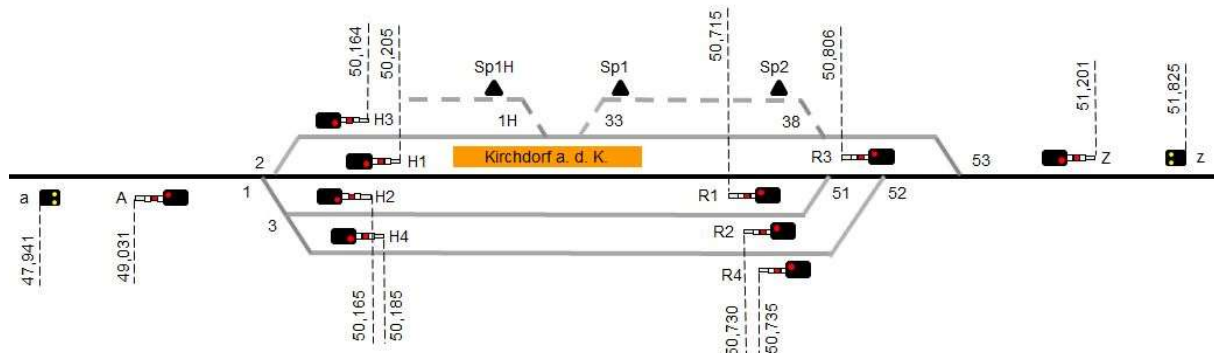 50,164
50,205
50,715
50,806
51,201
51,825
Sp1H
Sp1
Sp2
1H
33
38
H3
H1
Kirchdorf a. d. K.
R3
53
Z
z
2
1
a
A
H2
R1
51
52
3
H4
R2
R4
47,941
49,031
50,165
50,185
50,730
50,735